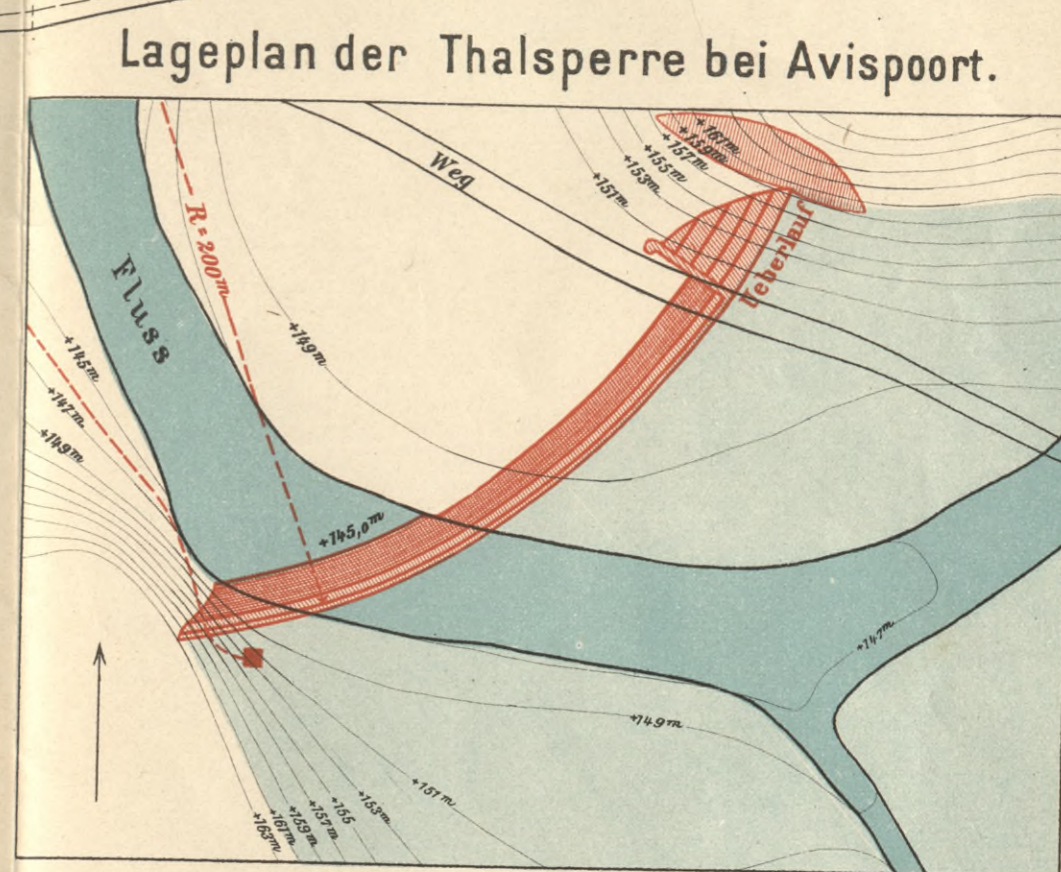 Lageplan der Thalsperre bei Avispoort.
+161m
+159m
+157m
+155m
+153m
+151m
Weg
R=200m
Ueberlauf
Fluss
+149m
+145m
+147m
+149m
+145,0m
+147m
+149m
+151m
+153m
+155
+157m
+159m
+161m
+163m